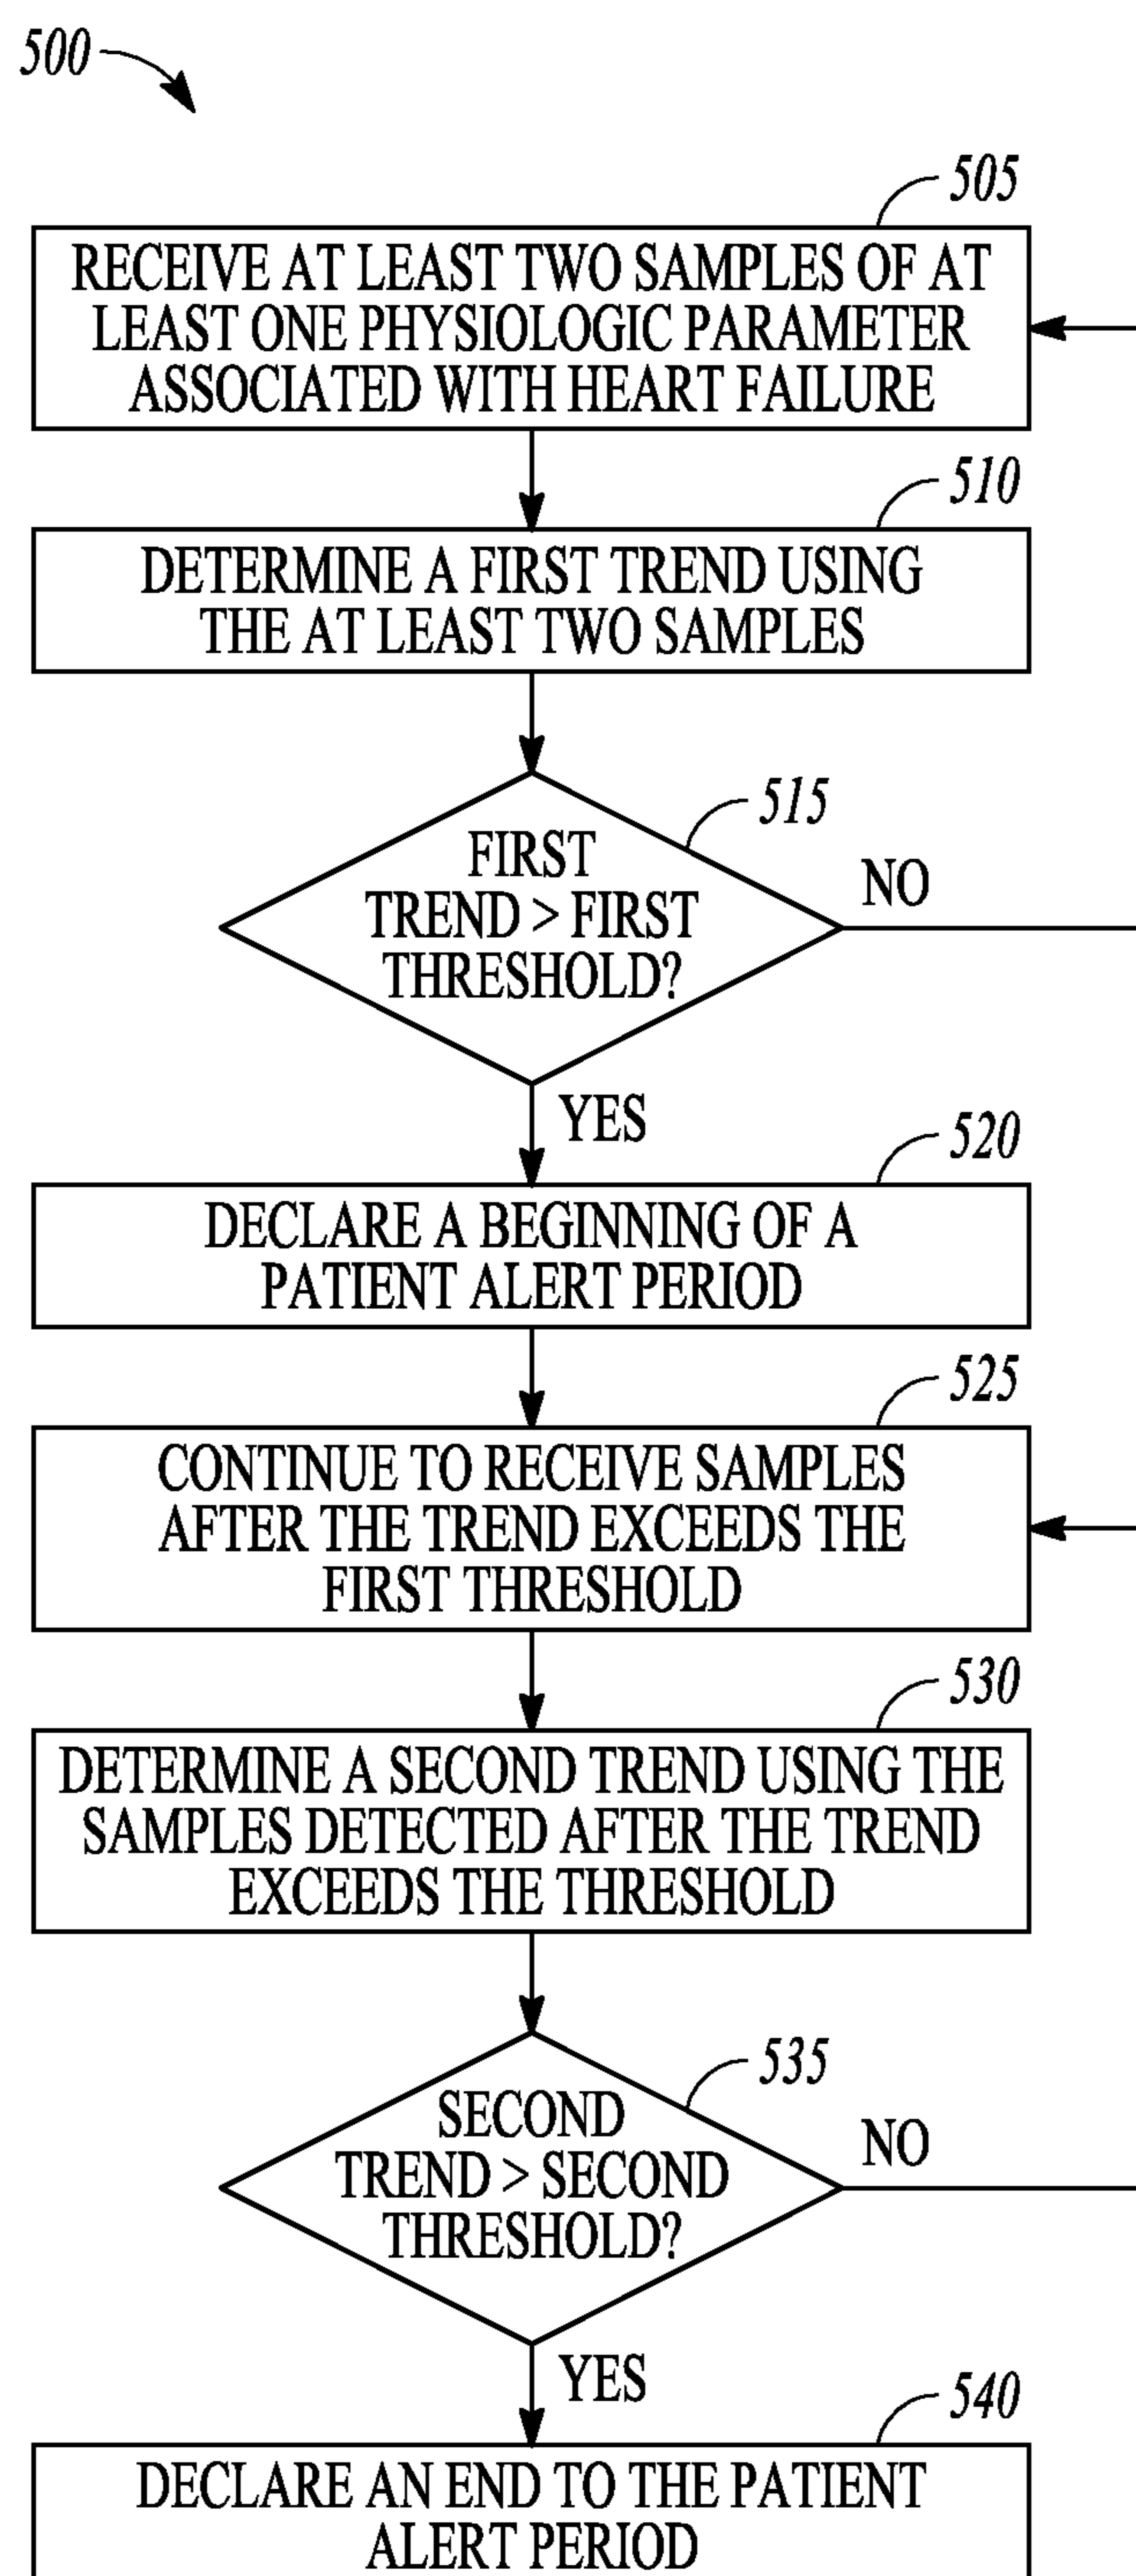 500
505
RECEIVE AT LEAST TWO SAMPLES OF AT
LEAST ONE PHYSIOLOGIC PARAMETER
ASSOCIATED WITH HEART FAILURE
510
DETERMINE A FIRST TREND USING
THE AT LEAST TWO SAMPLES
515
FIRST
TREND > FIRST
THRESHOLD?
NO
YES
520
DECLARE A BEGINNING OF A
PATIENT ALERT PERIOD
525
CONTINUE TO RECEIVE SAMPLES
AFTER THE TREND EXCEEDS THE
FIRST THRESHOLD
530
DETERMINE A SECOND TREND USING THE
SAMPLES DETECTED AFTER THE TREND
EXCEEDS THE THRESHOLD
535
SECOND
TREND > SECOND
THRESHOLD?
NO
YES
540
DECLARE AN END TO THE PATIENT
ALERT PERIOD